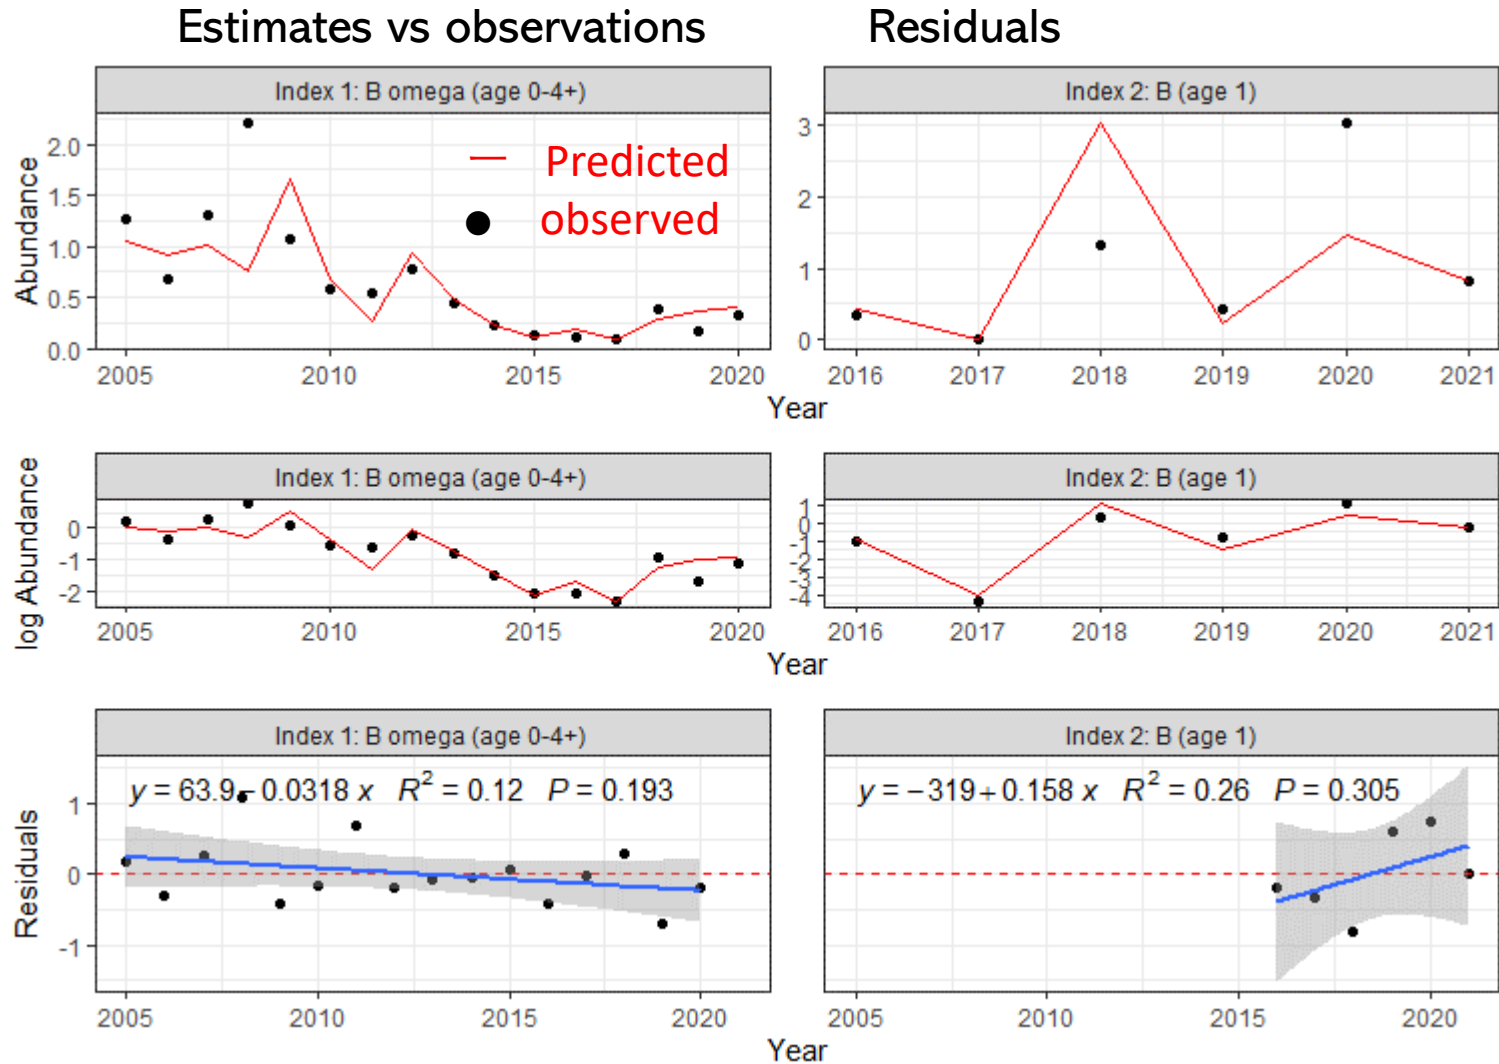 Estimates vs observations
Residuals
Index 1: B omega (age 0-4+)
Index 2: B (age 1)
Abundance
2.0
1.5
1.0
0.5
0.0
Predicted
observed
3
2
1
0
2005
2010
2015
2020
2016
2017
2018
2019
2020
2021
Year
Index 1: B omega (age 0-4+)
Index 2: B (age 1)
log Abundance
0
-1
-2
1
0
-1
-2
-3
-4
2005
2010
2015
2020
2016
2017
2018
2019
2020
2021
Year
Index 1: B omega (age 0-4+)
Index 2: B (age 1)
Residuals
y = 63.9 − 0.0318 x R² = 0.12 P = 0.193
y = −319 + 0.158 x R² = 0.26 P = 0.305
1
0
-1
2005
2010
2015
2020
2005
2010
2015
2020
Year